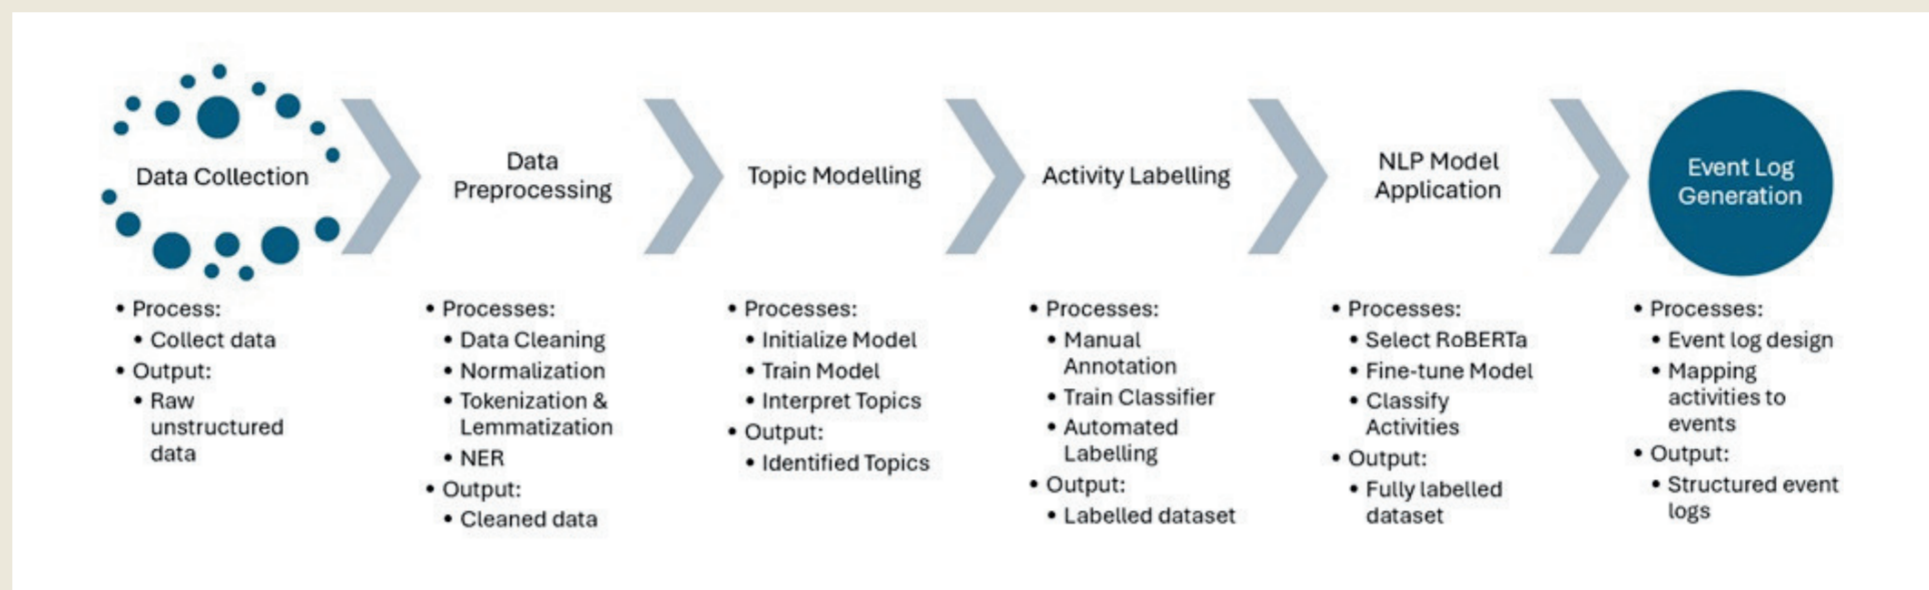 Data Collection
Data
Preprocessing
Topic Modelling
Activity Labelling
NLP Model
Application
Event Log
Generation
• Process:
• Collect data
• Output:
• Raw
unstructured
data
• Processes:
• Data Cleaning
• Normalization
• Tokenization &
Lemmatization
• NER
• Output:
• Cleaned data
• Processes:
• Initialize Model
• Train Model
• Interpret Topics
• Output:
• Identified Topics
• Processes:
• Manual
Annotation
• Train Classifier
• Automated
Labelling
• Output:
• Labelled dataset
• Processes:
• Select RoBERTa
• Fine-tune Model
• Classify
Activities
• Output:
• Fully labelled
dataset
• Processes:
• Event log design
• Mapping
activities to
events
• Output:
• Structured event
logs